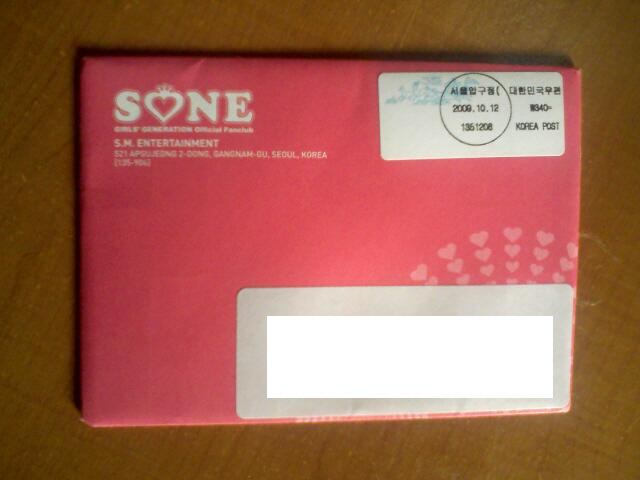 SONE
GIRLS' GENERATION Official Fanclub
S.M. ENTERTAINMENT
521 APGUJEONG 2-DONG, GANGNAM-GU, SEOUL, KOREA
(135-906)
서울압구정( 대한민국우편
2009.10.12 ₩340=
1351208 KOREA POST